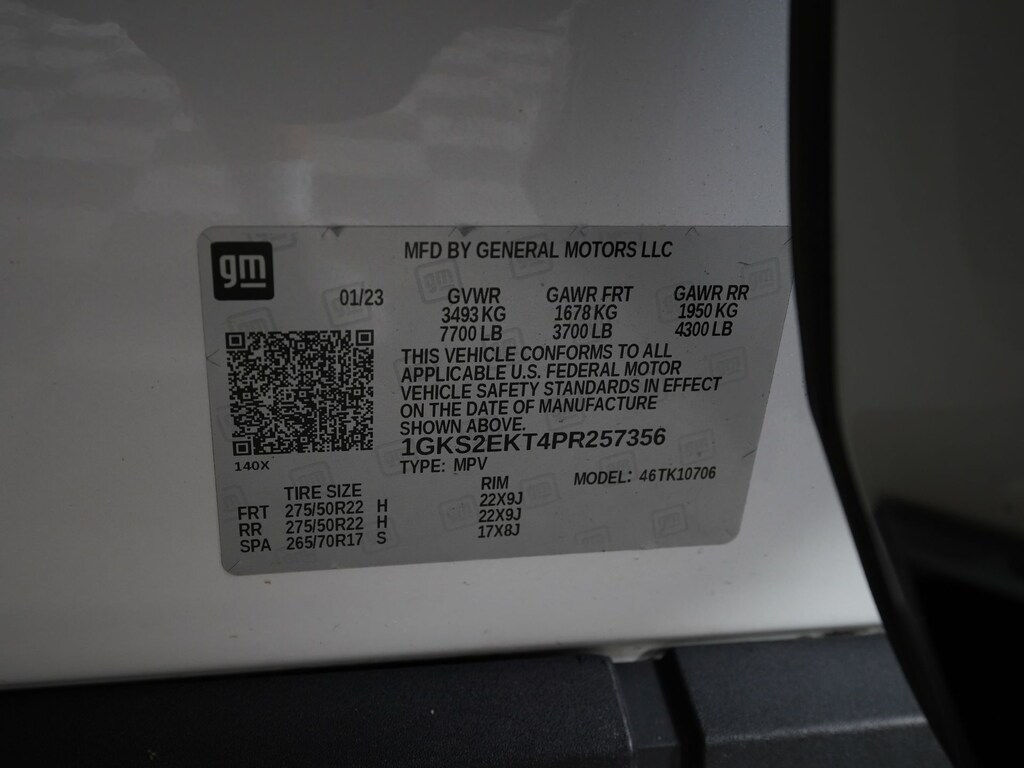 gm
MFD BY GENERAL MOTORS LLC
01/23 GVWR GAWR FRT GAWR RR
3493 KG 1678 KG 1950 KG
7700 LB 3700 LB 4300 LB
THIS VEHICLE CONFORMS TO ALL
APPLICABLE U.S. FEDERAL MOTOR
VEHICLE SAFETY STANDARDS IN EFFECT
ON THE DATE OF MANUFACTURE
SHOWN ABOVE.
1GKS2EKT4PR257356
140X
TYPE: MPV
MODEL: 46TK10706
TIRE SIZE RIM
FRT 275/50R22 H 22X9J
RR 275/50R22 H 22X9J
SPA 265/70R17 S 17X8J